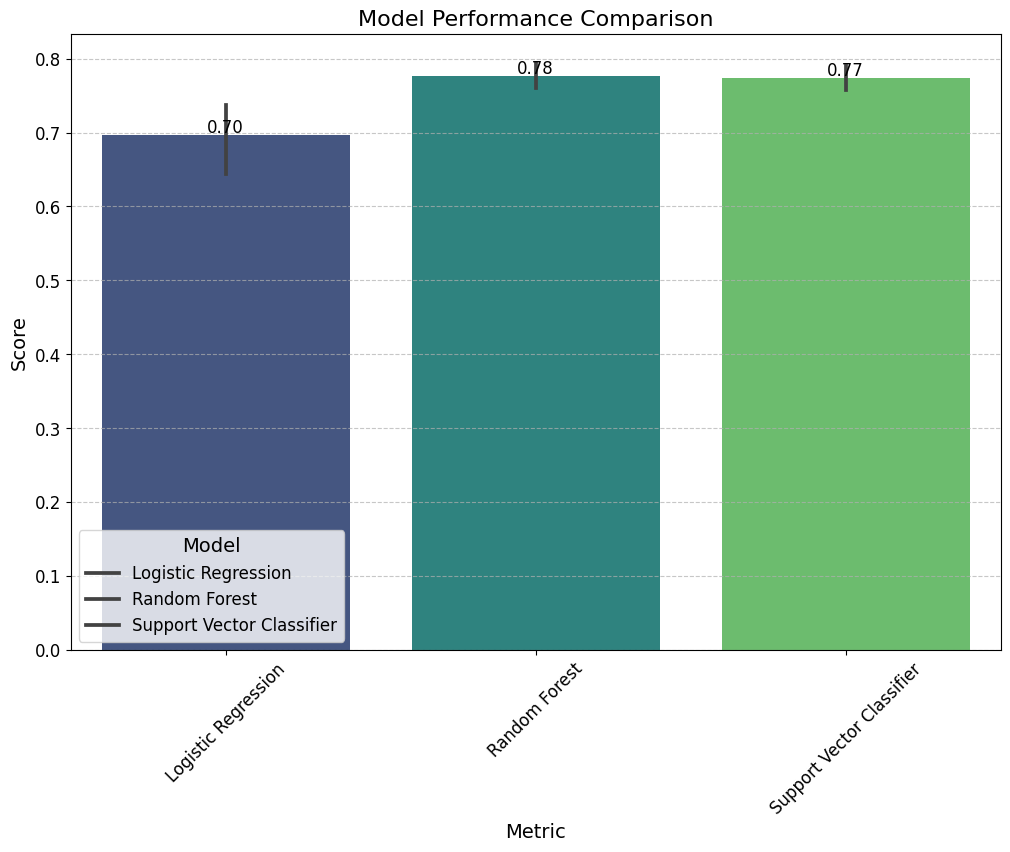 Model Performance Comparison
Score
0.8
0.7
0.6
0.5
0.4
0.3
0.2
0.1
0.0
0.70
0.78
0.77
Model
Logistic Regression
Random Forest
Support Vector Classifier
Logistic Regression
Random Forest
Support Vector Classifier
Metric